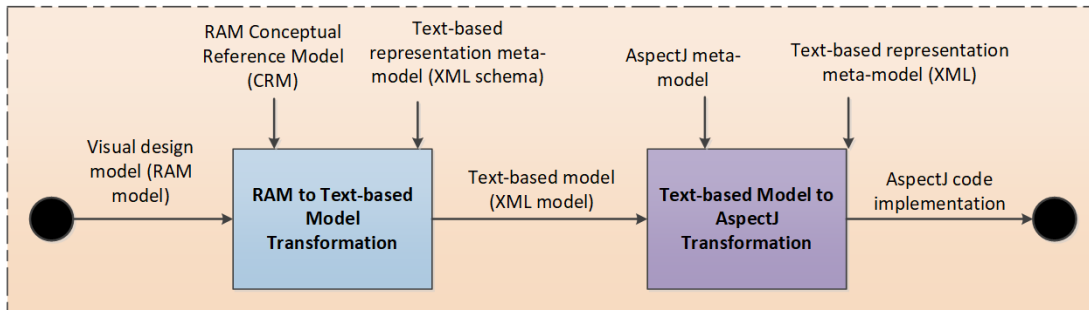 RAM Conceptual
Reference Model
(CRM)
Text-based
representation meta-
model (XML schema)
AspectJ meta-
model
Text-based representation
meta-model (XML)
Visual design
model (RAM
model)
RAM to Text-based
Model
Transformation
Text-based model
(XML model)
Text-based Model to
AspectJ
Transformation
AspectJ code
implementation